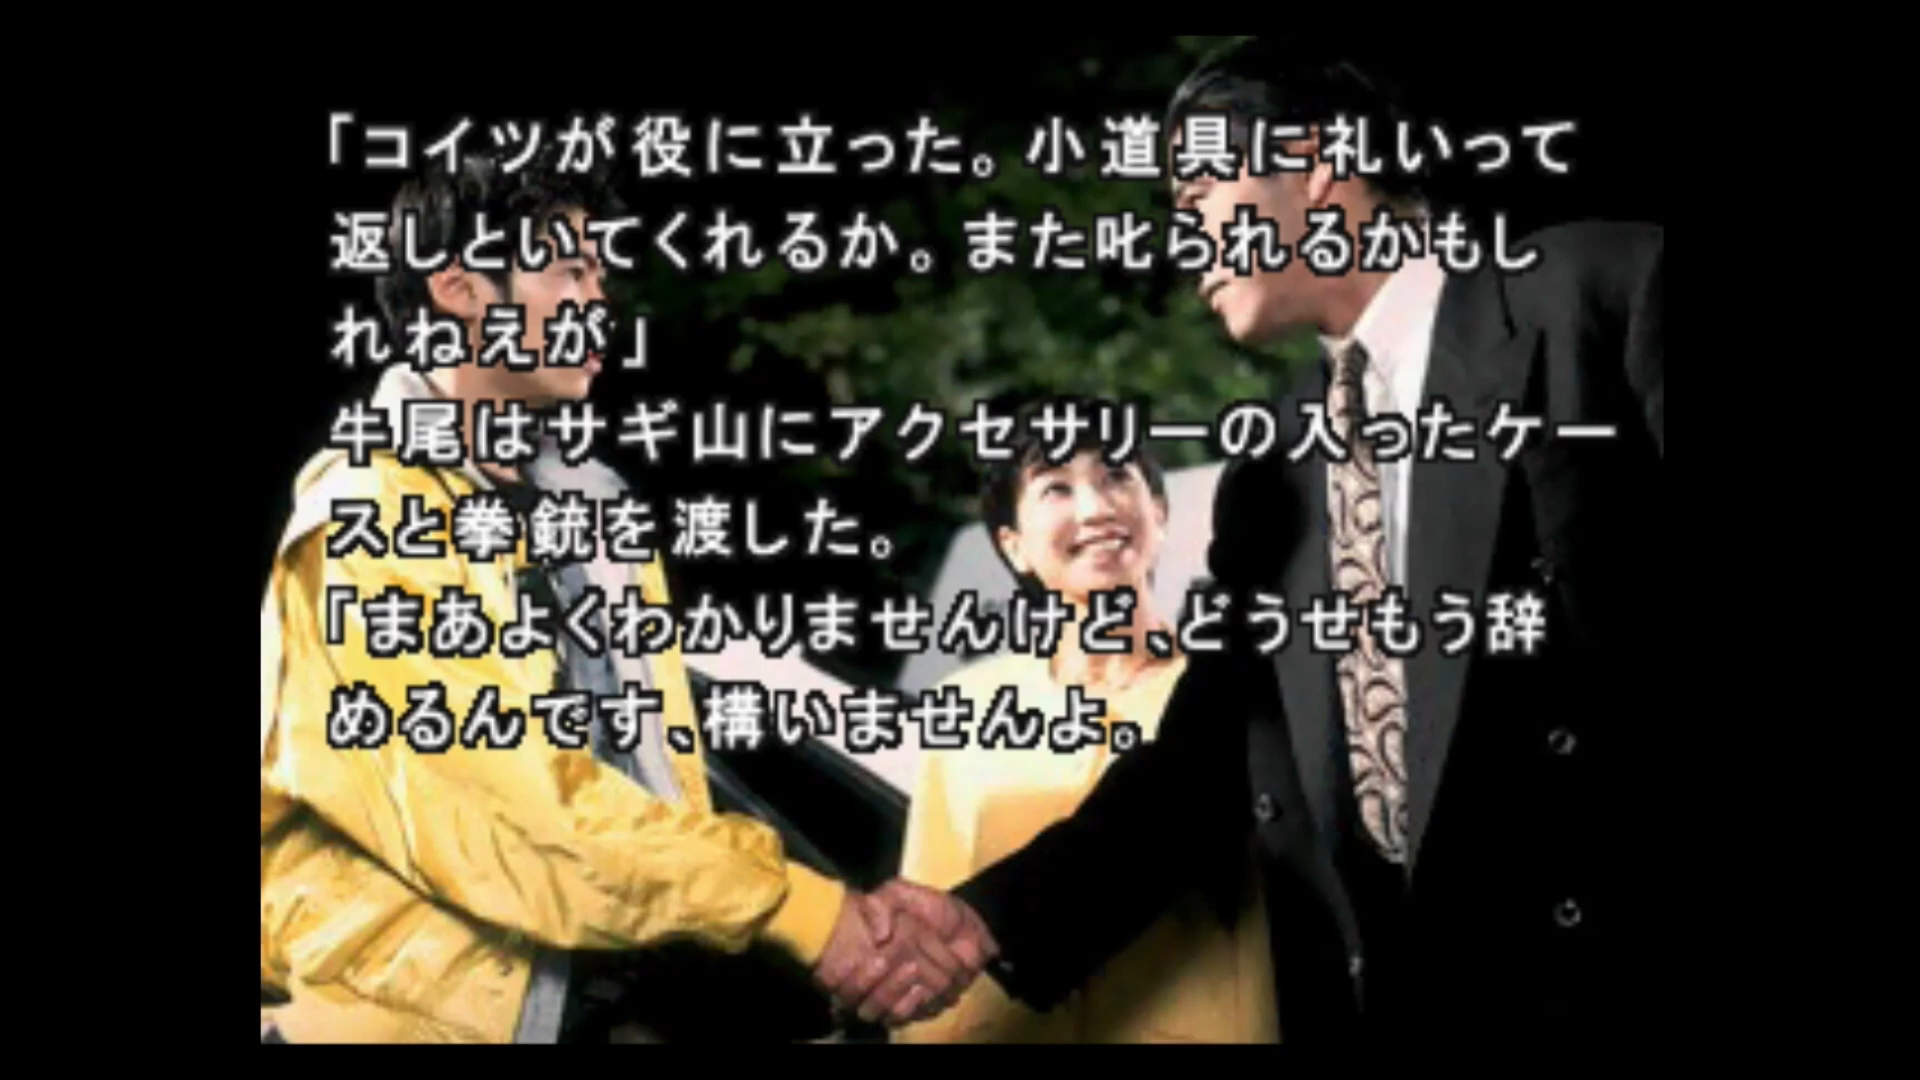 「コイツが役に立った。小道具に礼いって
返しといてくれるか。また叱られるかもし
れねえが」
牛尾はサギ山にアクセサリーの入ったケー
スと拳銃を渡した。
「まあよくわかりませんけど、どうせもう辞
めるんです、構いませんよ。